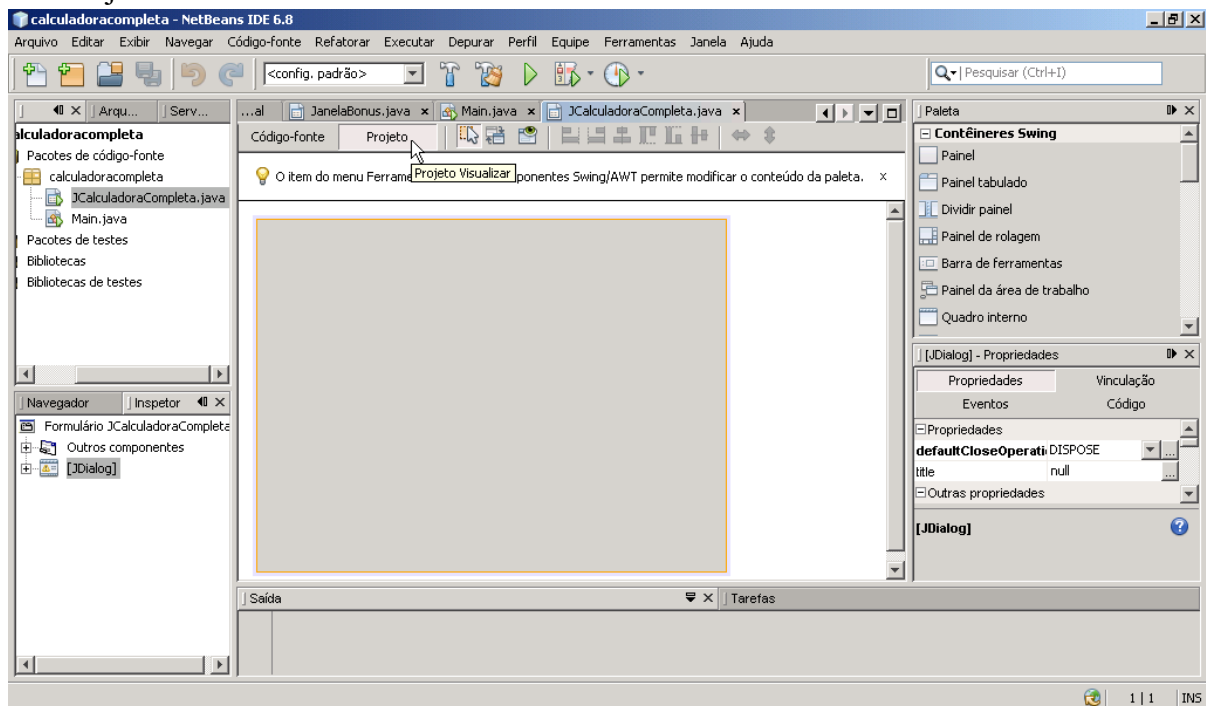 calculadoracompleta - NetBeans IDE 6.8
Arquivo Editar Exibir Navegar Código-fonte Refatorar Executar Depurar Perfil Equipe Ferramentas Janela Ajuda
<config. padrão>
Pesquisar (Ctrl+I)
Arqu...
Serv...
alculadoracompleta
Pacotes de código-fonte
calculadoracompleta
JCalculadoraCompleta.java
Main.java
Pacotes de testes
Bibliotecas
Bibliotecas de testes
Navegador
Inspetor
Formulário JCalculadoraCompleta
Outros componentes
[JDialog]
...al
JanelaBonus.java
Main.java
JCalculadoraCompleta.java
Código-fonte
Projeto
Projeto Visualizar
O item do menu Ferrame ponentes Swing/AWT permite modificar o conteúdo da paleta.
Saída
Tarefas
Paleta
Contêineres Swing
Painel
Painel tabulado
Dividir painel
Painel de rolagem
Barra de ferramentas
Painel da área de trabalho
Quadro interno
[JDialog] - Propriedades
Propriedades Vinculação
Eventos Código
Propriedades
defaultCloseOperati DISPOSE
title null
Outras propriedades
[JDialog]
1 | 1 INS